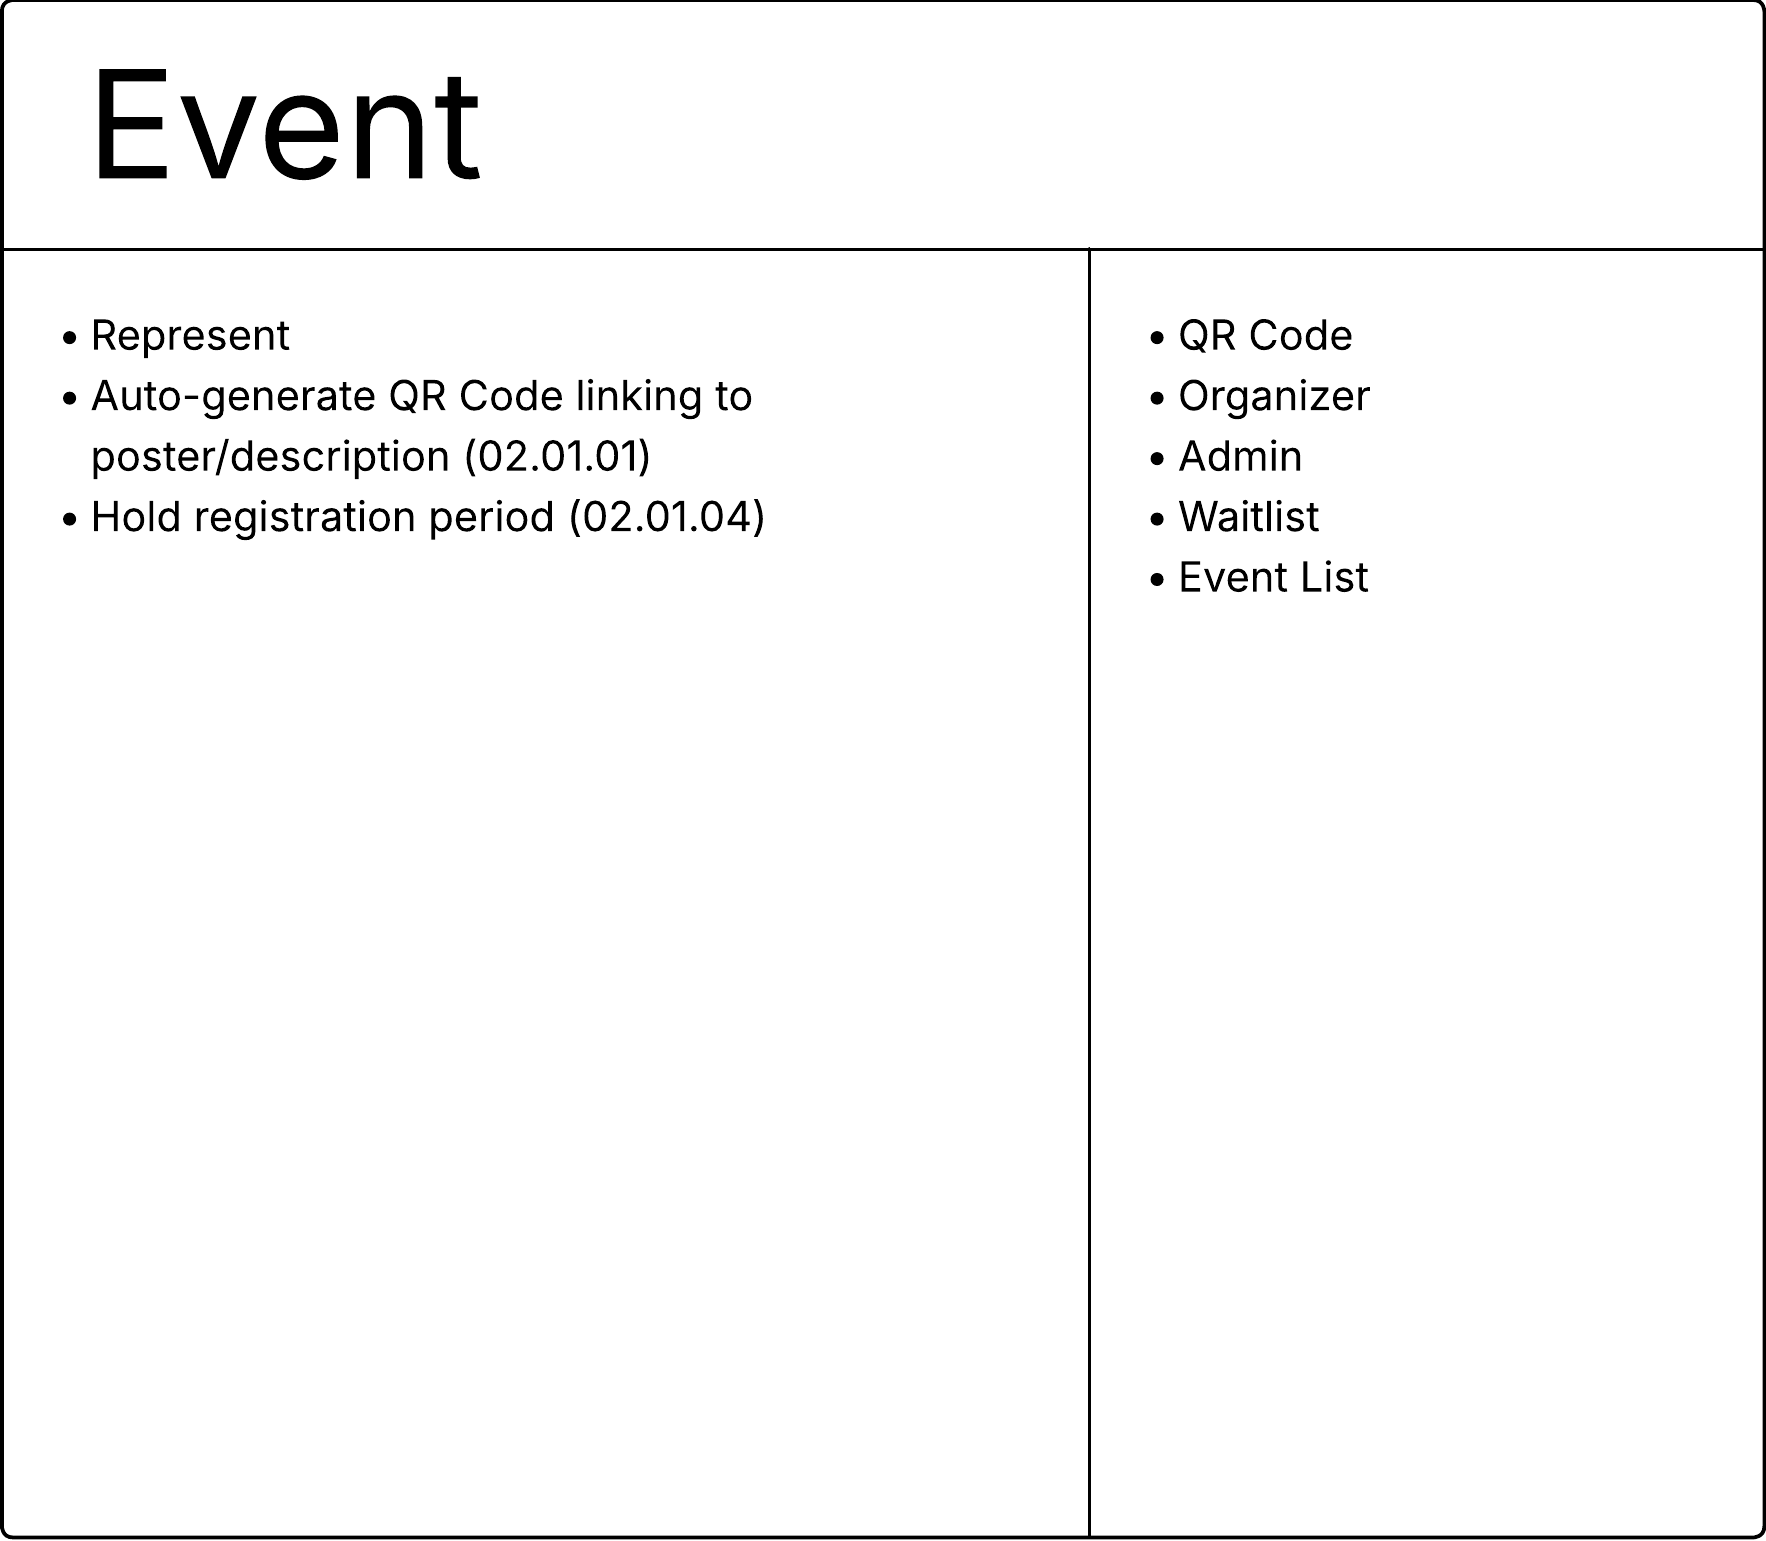 Event
• Represent
• Auto-generate QR Code linking to
poster/description (02.01.01)
• Hold registration period (02.01.04)
• QR Code
• Organizer
• Admin
• Waitlist
• Event List